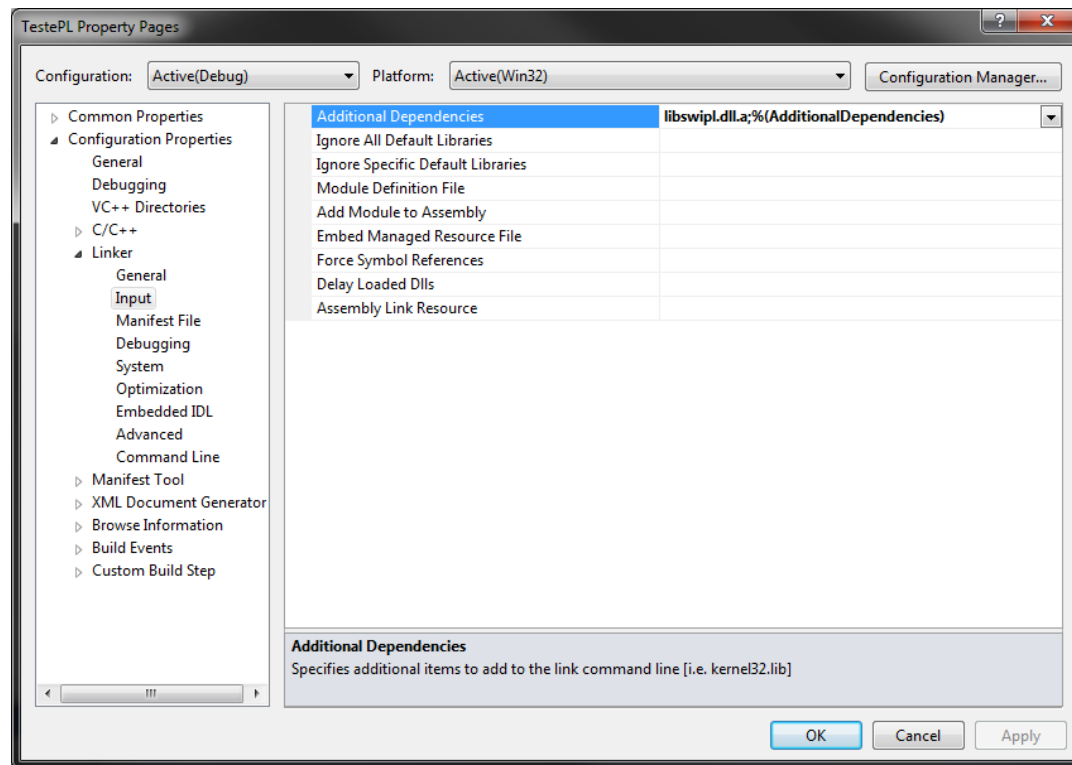 TestePL Property Pages
Configuration: Active(Debug) Platform: Active(Win32) Configuration Manager...
Common Properties
Configuration Properties
General
Debugging
VC++ Directories
C/C++
Linker
General
Input
Manifest File
Debugging
System
Optimization
Embedded IDL
Advanced
Command Line
Manifest Tool
XML Document Generator
Browse Information
Build Events
Custom Build Step
Additional Dependencies libswipl.dll.a;%(AdditionalDependencies)
Ignore All Default Libraries
Ignore Specific Default Libraries
Module Definition File
Add Module to Assembly
Embed Managed Resource File
Force Symbol References
Delay Loaded Dlls
Assembly Link Resource
Additional Dependencies
Specifies additional items to add to the link command line [i.e. kernel32.lib]
OK Cancel Apply